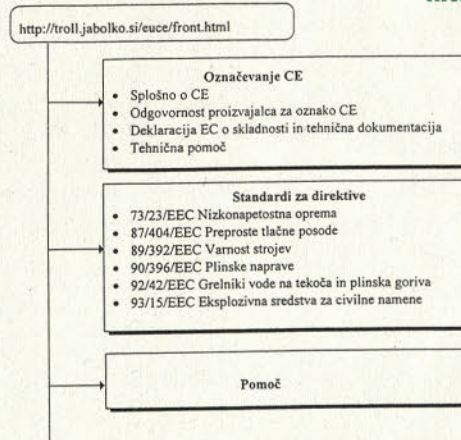 http://troll.jabolko.si/euce/front.html
Označevanje CE
• Splošno o CE
• Odgovornost proizvajalca za oznako CE
• Deklaracija EC o skladnosti in tehnična dokumentacija
• Tehnična pomoč
Standardi za direktive
• 73/23/EEC Nizkonapetostna oprema
• 87/404/EEC Preproste tlačne posode
• 89/392/EEC Varnost strojev
• 90/396/EEC Plinske naprave
• 92/42/EEC Grelniki vode na tekoča in plinska goriva
• 93/15/EEC Eksplozivna sredstva za civilne namene
Pomoč